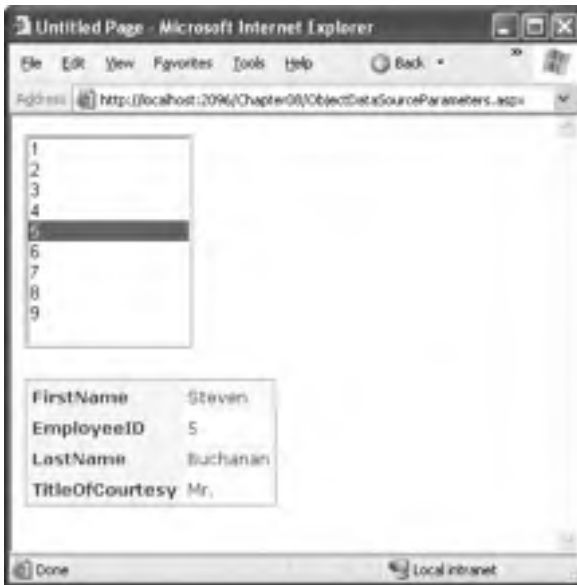 Untitled Page - Microsoft Internet Explorer
File Edit View Favorites Tools Help Back »
Address http://localhost:2096/Chapter08/ObjectDataSourceParameters.aspx
1
2
3
4
5
6
7
8
9
FirstName Steven
EmployeeID 5
LastName Buchanan
TitleOfCourtesy Mr.
Done Local intranet